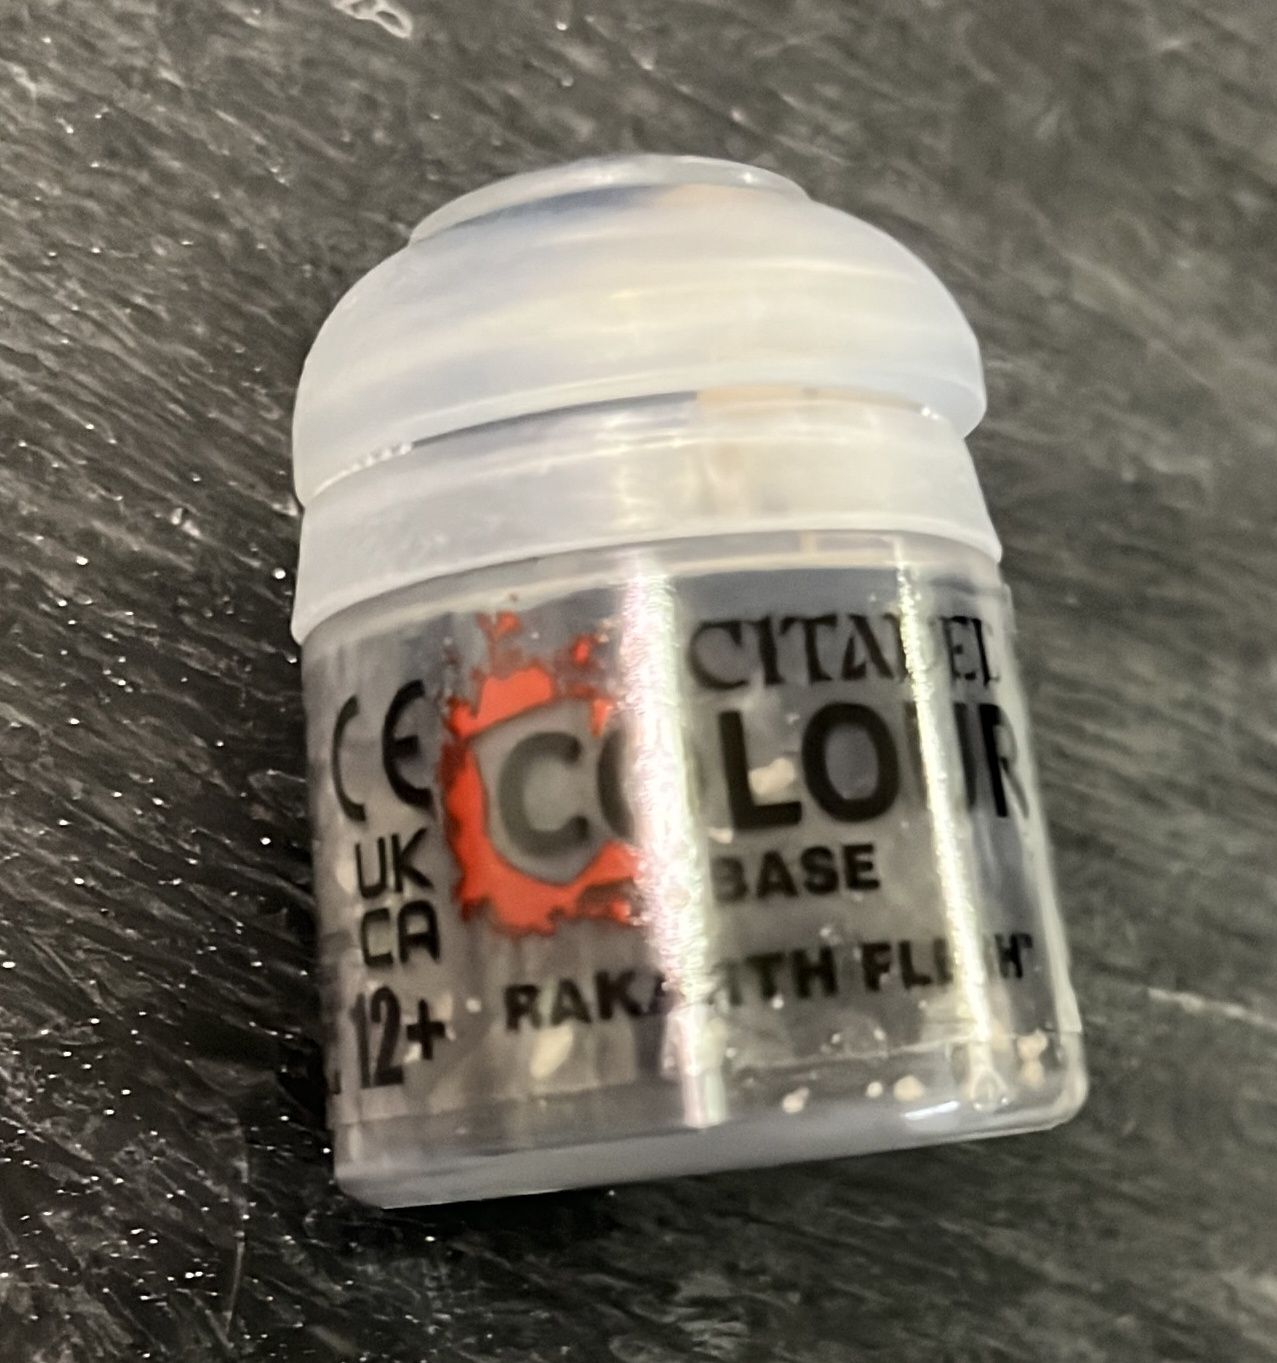 CITADEL
COLOUR
BASE
RAKARTH FLESH
CE
UK
CA
12+